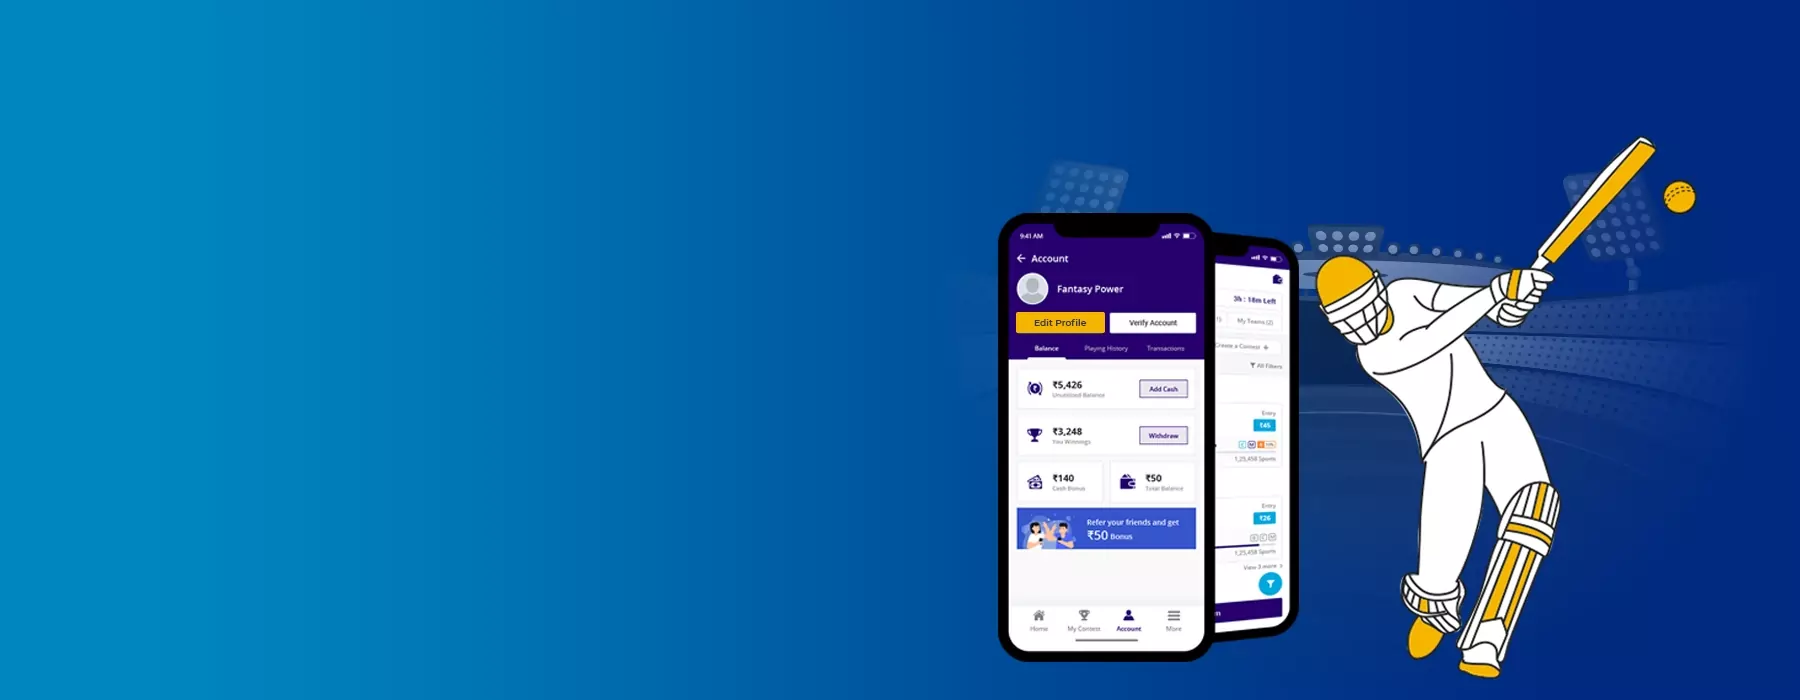 9:41 AM
Account
Fantasy Power
Edit Profile
Verify Account
Balance
Playing History
Transactions
₹5,426
Unutilized Balance
Add Cash
₹3,248
You Winnings
Withdraw
₹140
Cash Bonus
₹50
Total Balance
Refer your friends and get
₹50 Bonus
Home
My Contest
Account
More
3h : 18m Left
My Teams (2)
Create a Contest +
All Filters
Entry
₹45
1,25,458 Sports
Entry
₹26
1,25,458 Sports
View 3 more >